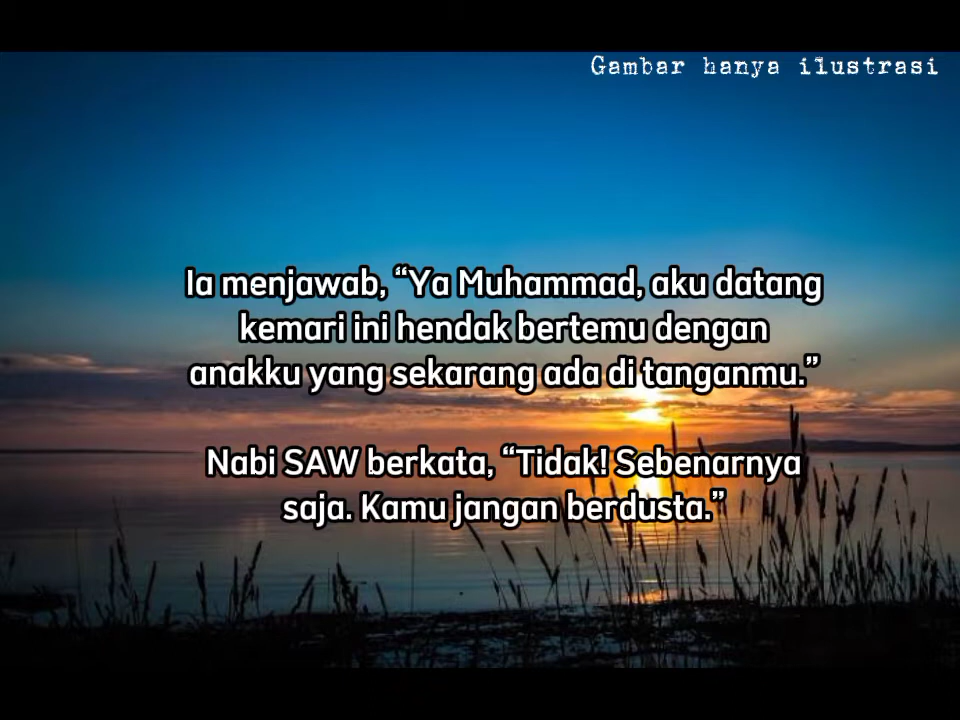 Gambar hanya ilustrasi
Ia menjawab, “Ya Muhammad, aku datang
kemari ini hendak bertemu dengan
anakku yang sekarang ada di tanganmu.”
Nabi SAW berkata, “Tidak! Sebenarnya
saja. Kamu jangan berdusta.”